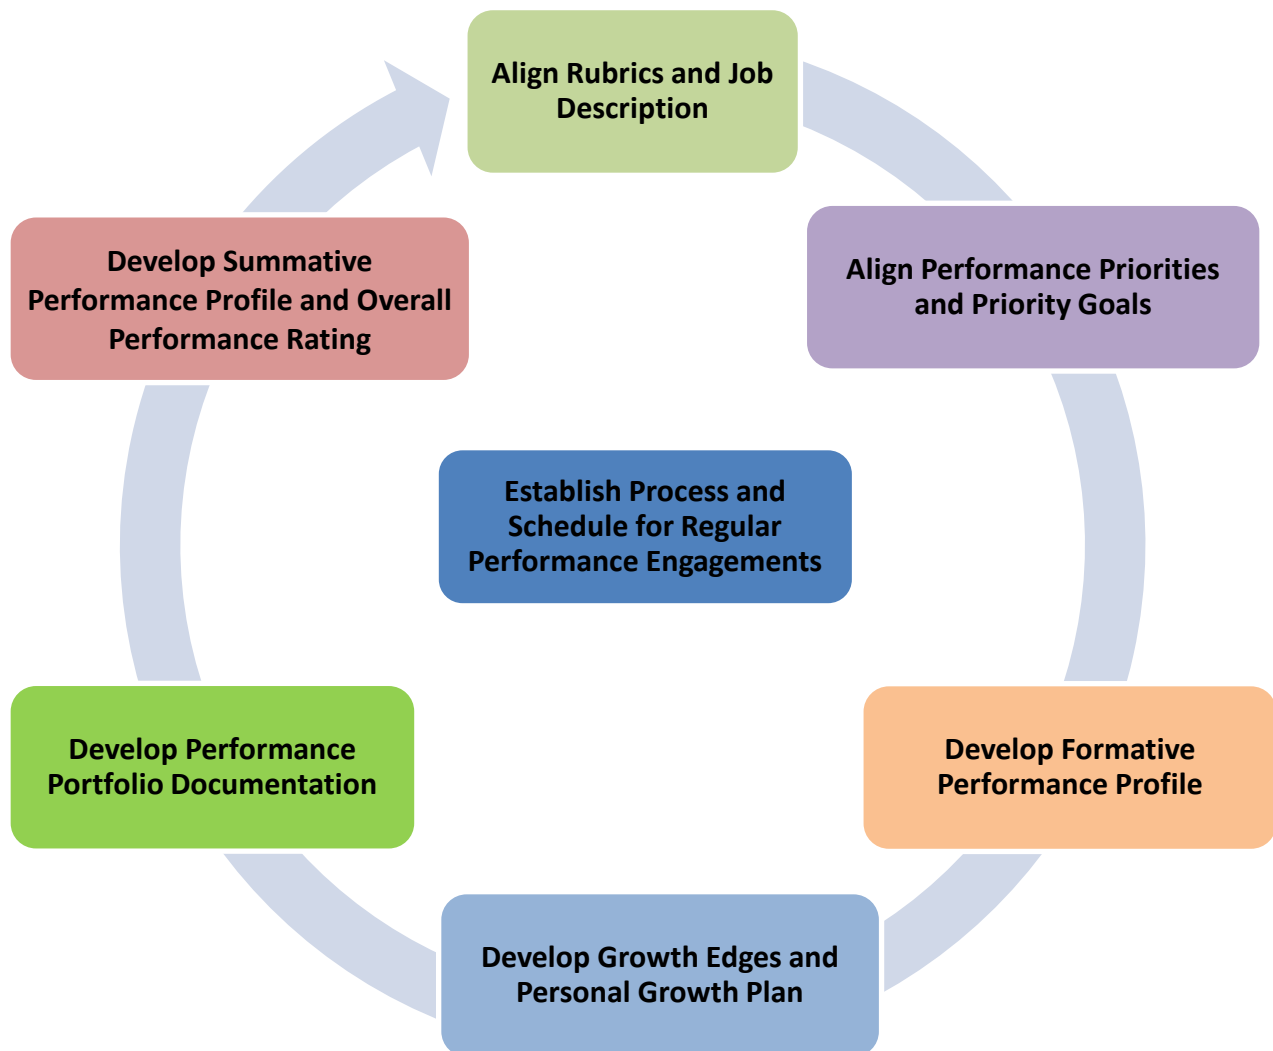 Align Rubrics and Job
Description
Align Performance Priorities
and Priority Goals
Develop Summative
Performance Profile and Overall
Performance Rating
Establish Process and
Schedule for Regular
Performance Engagements
Develop Performance
Portfolio Documentation
Develop Formative
Performance Profile
Develop Growth Edges and
Personal Growth Plan